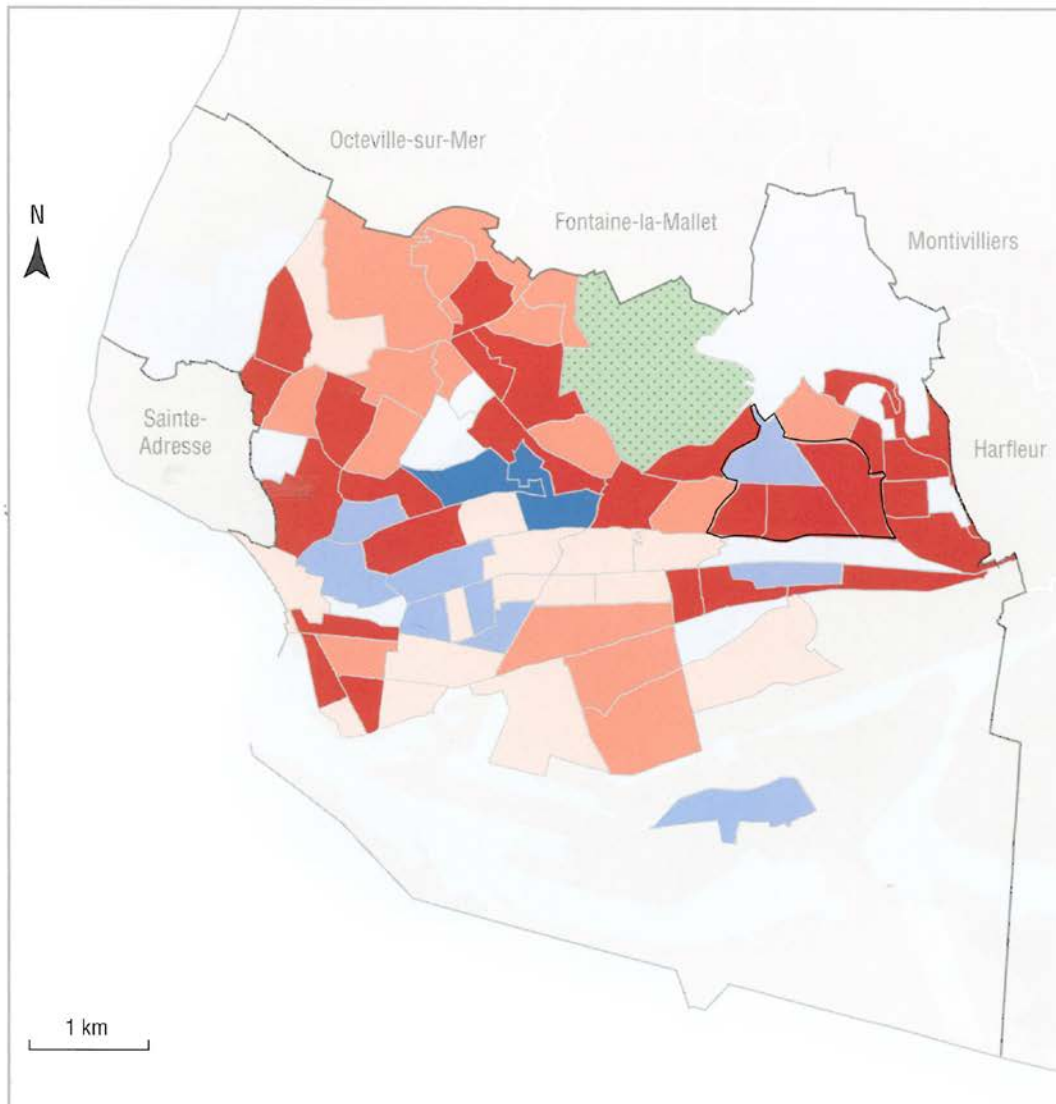 Octeville-sur-Mer
N
Fontaine-la-Mallet
Montivilliers
Sainte-
Adresse
Harfleur
1 km